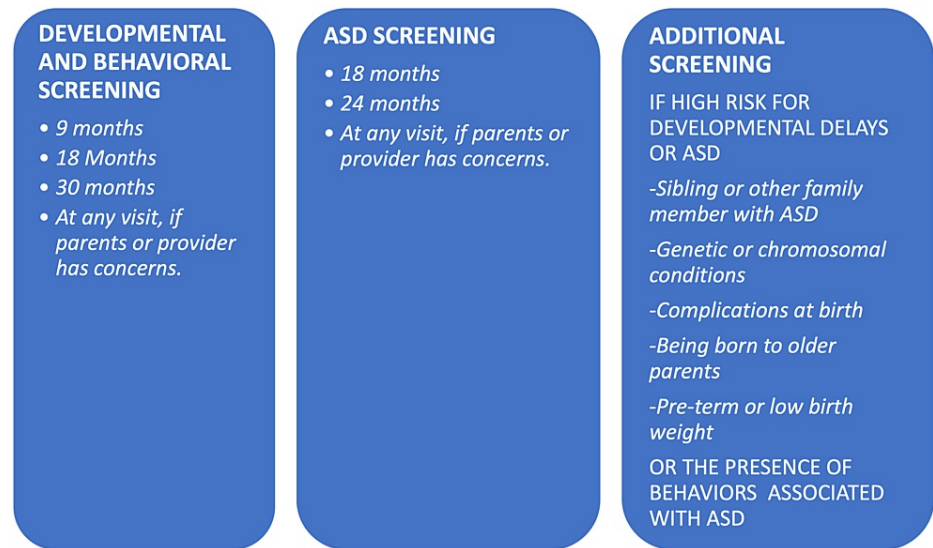 DEVELOPMENTAL
AND BEHAVIORAL
SCREENING
• 9 months
• 18 Months
• 30 months
• At any visit, if
parents or provider
has concerns.
ASD SCREENING
• 18 months
• 24 months
• At any visit, if parents or
provider has concerns.
ADDITIONAL
SCREENING
IF HIGH RISK FOR
DEVELOPMENTAL DELAYS
OR ASD
-Sibling or other family
member with ASD
-Genetic or chromosomal
conditions
-Complications at birth
-Being born to older
parents
-Pre-term or low birth
weight
OR THE PRESENCE OF
BEHAVIORS ASSOCIATED
WITH ASD